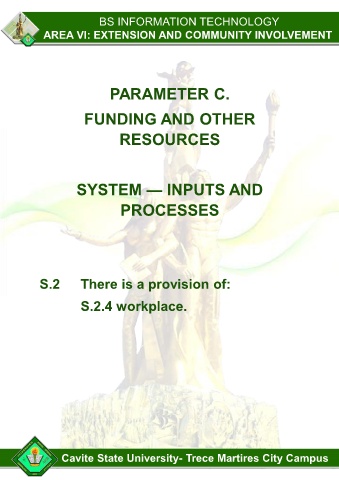 BS INFORMATION TECHNOLOGY
AREA VI: EXTENSION AND COMMUNITY INVOLVEMENT
PARAMETER C.
FUNDING AND OTHER
RESOURCES
SYSTEM — INPUTS AND
PROCESSES
S.2 There is a provision of:
S.2.4 workplace.
Cavite State University- Trece Martires City Campus